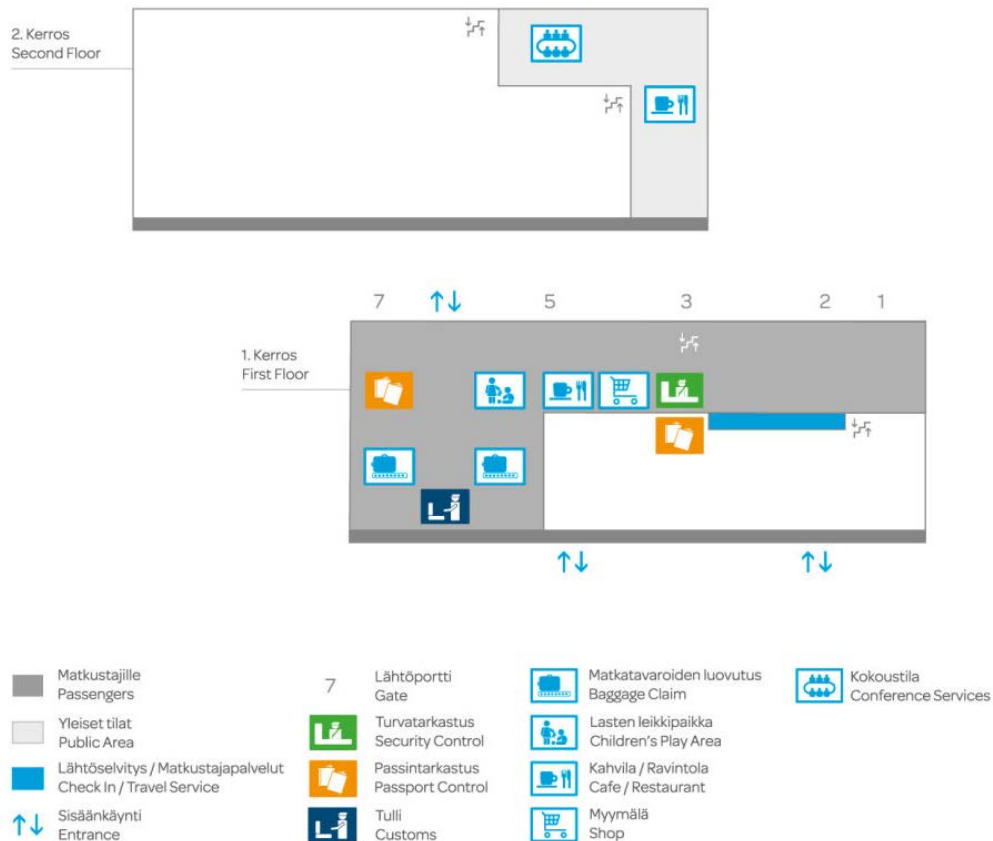 2. Kerros
Second Floor
7
5
3
2
1
1. Kerros
First Floor
Matkustajille
Passengers
Yleiset tilat
Public Area
Lähtöselvitys / Matkustajapalvelut
Check In / Travel Service
Sisäänkäynti
Entrance
7
Lähtöportti
Gate
Turvatarkastus
Security Control
Passintarkastus
Passport Control
Tulli
Customs
Matkatavaroiden luovutus
Baggage Claim
Lasten leikkipaikka
Children's Play Area
Kahvila / Ravintola
Cafe / Restaurant
Myymälä
Shop
Kokoustila
Conference Services